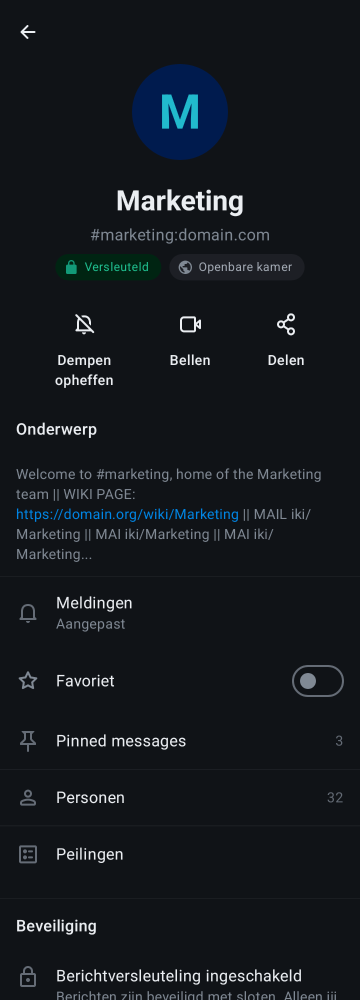 M
Marketing
#marketing:domain.com
Versleuteld
Openbare kamer
Dempen
opheffen
Bellen
Delen
Onderwerp
Welcome to #marketing, home of the Marketing
team || WIKI PAGE:
https://domain.org/wiki/Marketing || MAIL iki/
Marketing || MAI iki/Marketing || MAI iki/
Marketing...
Meldingen
Aangepast
Favoriet
Pinned messages
3
Personen
32
Peilingen
Beveiliging
Berichtversleuteling ingeschakeld
Berichten zijn beveiligd met sloten. Alleen jij